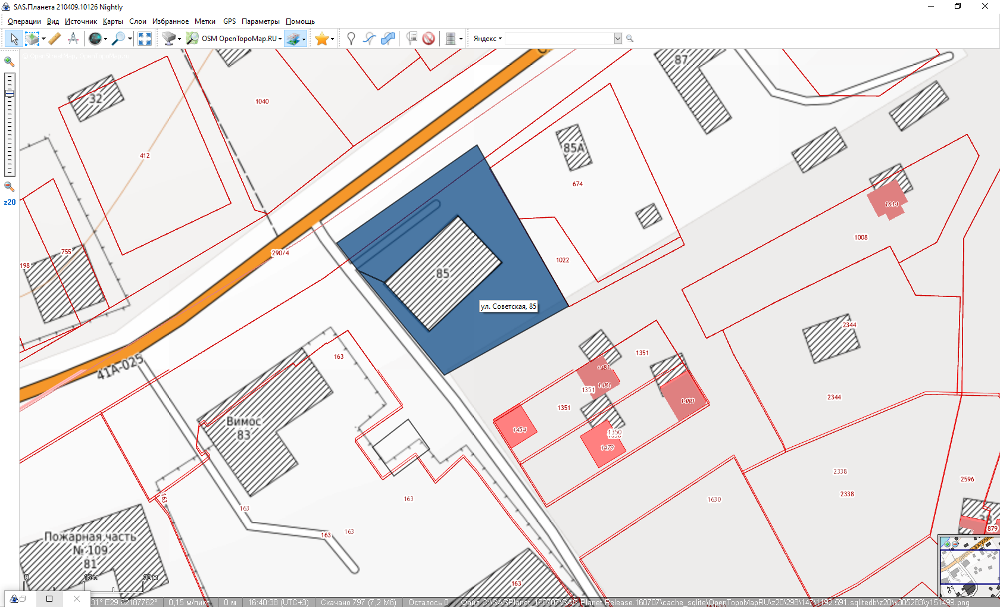 SAS.Планета 210409.10126 Nightly
Операции Вид Источник Карты Слои Избранное Метки GPS Параметры Помощь
OSM OpenTopoMap.RU
Яндекс
© OpenStreetMap, OpenTopoMap.ru
z20
32
1040
412
87
85А
674
1614
1008
755
198
290/4
1022
85
ул. Советская, 85
2344
41А-025
163
1351
1481
1481
1351
1480
2344
1351
Вимос
83
1454
1350
1479
2338
2596
2338
163
163
1630
163
163
163
879
Пожарная часть
№ 109
81
163
Советская ули
0 15 м 30 м
31° E29.62187762° 0,15 м/пикс. 0 м 16:40:38 (UTC+3) Скачано 797 (7,2 Мб) Осталось 0 Файл C:\SASPlanet_160707\SAS.Planet.Release.160707\cache_sqlite\OpenTopoMapRU\z20\298\147\1192.591.sqlitedb\z20\x305283\y151499.png